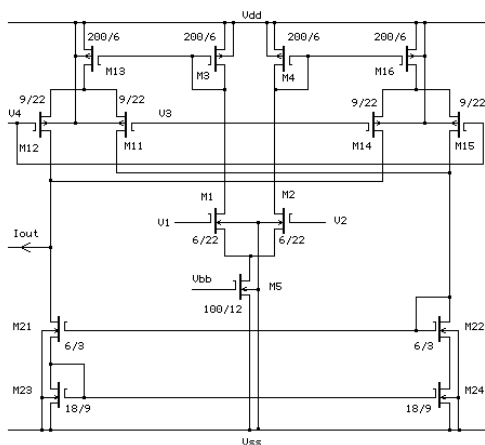 Vdd
200/6 200/6 200/6 200/6
M13 M3 M4 M16
9/22 9/22 9/22 9/22
V4 V3
M12 M11 M14 M15
M1 M2
V1 V2
6/22 6/22
Iout
Vbb M5
100/12
M21 M22
6/3 6/3
M23 M24
18/9 18/9
Vss